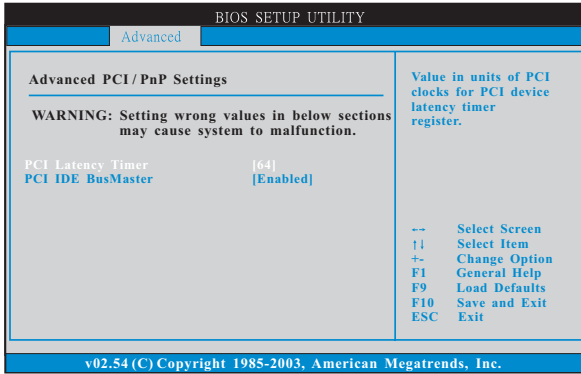 BIOS SETUP UTILITY
Advanced
Advanced PCI / PnP Settings
WARNING: Setting wrong values in below sections
may cause system to malfunction.
PCI Latency Timer [64]
PCI IDE BusMaster [Enabled]
Value in units of PCI
clocks for PCI device
latency timer
register.
←→ Select Screen
↑↓ Select Item
+- Change Option
F1 General Help
F9 Load Defaults
F10 Save and Exit
ESC Exit
v02.54 (C) Copyright 1985-2003, American Megatrends, Inc.